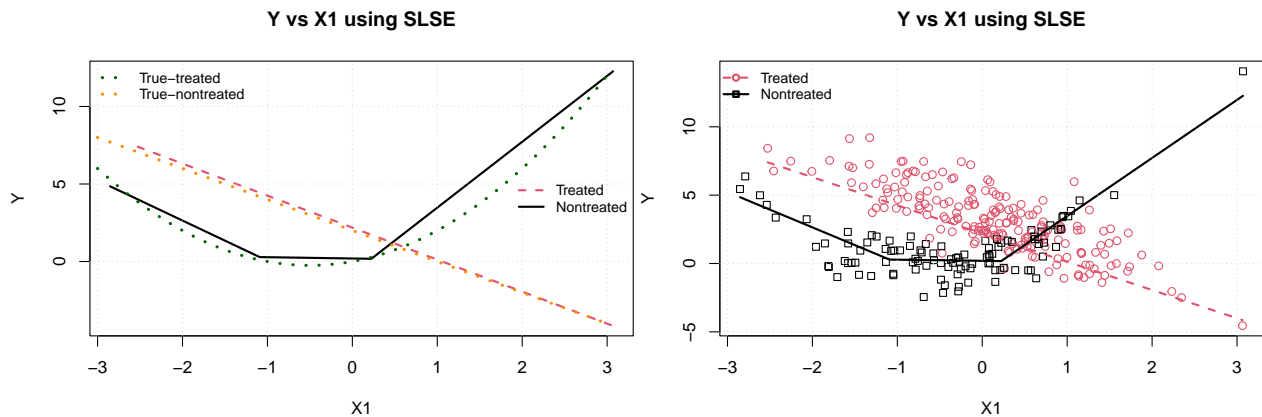 Y vs X1 using SLSE
True−treated
True−nontreated
Treated
Nontreated
Y
10
5
0
−3
−2
−1
0
1
2
3
X1
Y vs X1 using SLSE
Treated
Nontreated
Y
10
5
0
−5
−3
−2
−1
0
1
2
3
X1